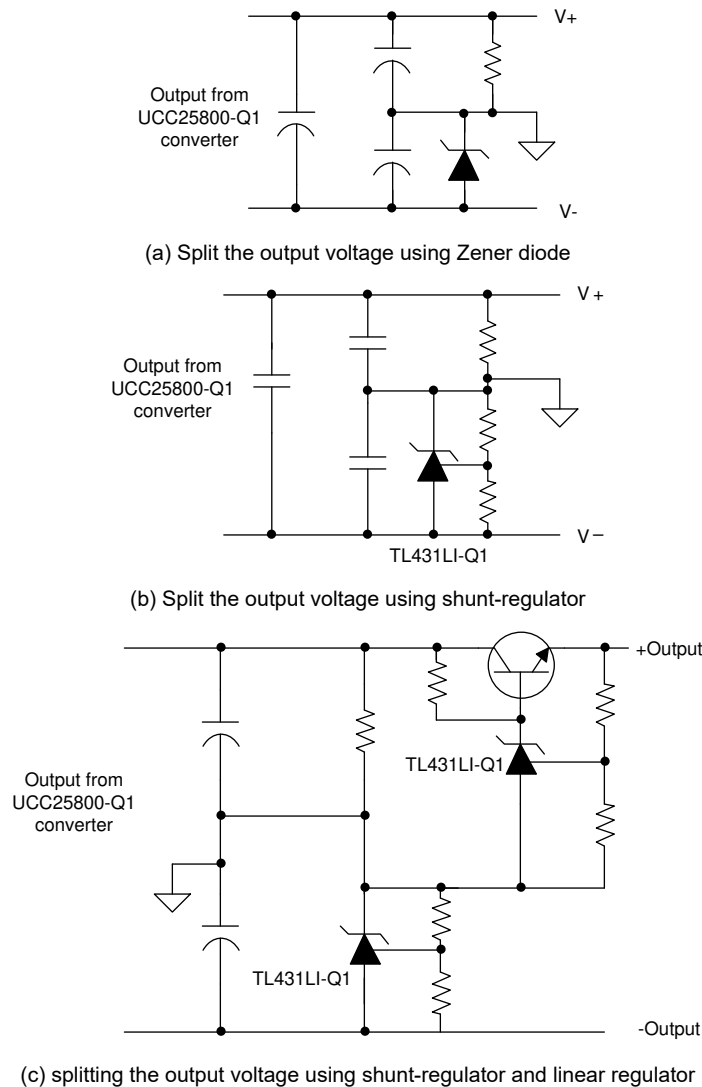 V+
Output from
UCC25800-Q1
converter
V-
(a) Split the output voltage using Zener diode
V +
Output from
UCC25800-Q1
converter
V −
TL431LI-Q1
(b) Split the output voltage using shunt-regulator
+Output
TL431LI-Q1
Output from
UCC25800-Q1
converter
TL431LI-Q1
-Output
(c) splitting the output voltage using shunt-regulator and linear regulator